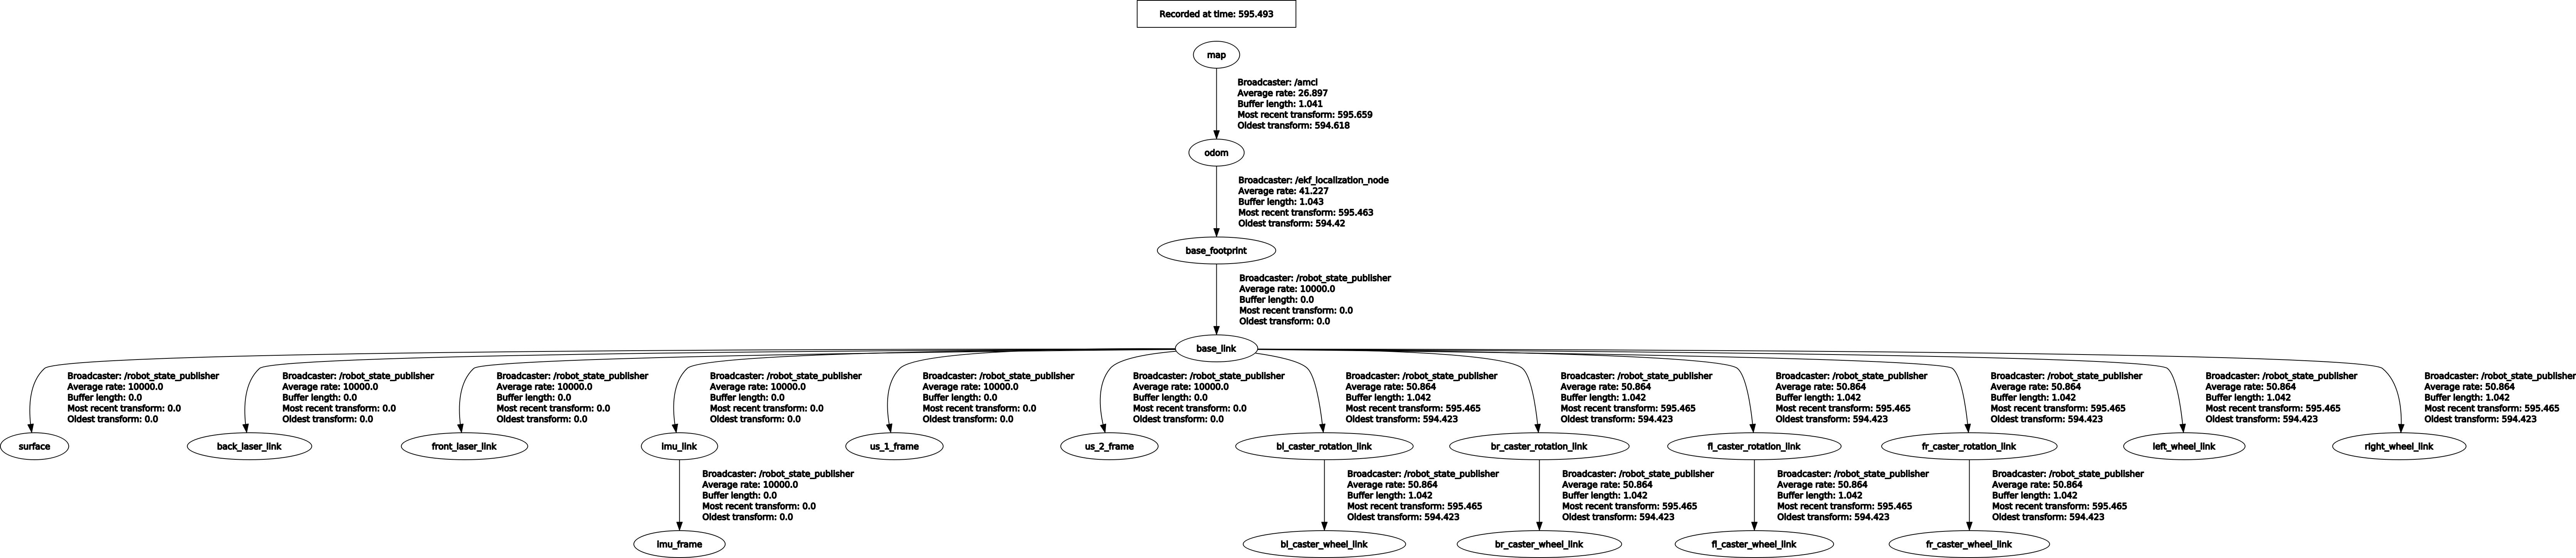 Recorded at time: 595.493
map
Broadcaster: /amcl
Average rate: 26.897
Buffer length: 1.041
Most recent transform: 595.659
Oldest transform: 594.618
odom
Broadcaster: /ekf_localization_node
Average rate: 41.227
Buffer length: 1.043
Most recent transform: 595.463
Oldest transform: 594.42
base_footprint
Broadcaster: /robot_state_publisher
Average rate: 10000.0
Buffer length: 0.0
Most recent transform: 0.0
Oldest transform: 0.0
base_link
Broadcaster: /robot_state_publisher
Average rate: 10000.0
Buffer length: 0.0
Most recent transform: 0.0
Oldest transform: 0.0
Broadcaster: /robot_state_publisher
Average rate: 10000.0
Buffer length: 0.0
Most recent transform: 0.0
Oldest transform: 0.0
Broadcaster: /robot_state_publisher
Average rate: 10000.0
Buffer length: 0.0
Most recent transform: 0.0
Oldest transform: 0.0
Broadcaster: /robot_state_publisher
Average rate: 10000.0
Buffer length: 0.0
Most recent transform: 0.0
Oldest transform: 0.0
Broadcaster: /robot_state_publisher
Average rate: 10000.0
Buffer length: 0.0
Most recent transform: 0.0
Oldest transform: 0.0
Broadcaster: /robot_state_publisher
Average rate: 10000.0
Buffer length: 0.0
Most recent transform: 0.0
Oldest transform: 0.0
Broadcaster: /robot_state_publisher
Average rate: 50.864
Buffer length: 1.042
Most recent transform: 595.465
Oldest transform: 594.423
Broadcaster: /robot_state_publisher
Average rate: 50.864
Buffer length: 1.042
Most recent transform: 595.465
Oldest transform: 594.423
Broadcaster: /robot_state_publisher
Average rate: 50.864
Buffer length: 1.042
Most recent transform: 595.465
Oldest transform: 594.423
Broadcaster: /robot_state_publisher
Average rate: 50.864
Buffer length: 1.042
Most recent transform: 595.465
Oldest transform: 594.423
Broadcaster: /robot_state_publisher
Average rate: 50.864
Buffer length: 1.042
Most recent transform: 595.465
Oldest transform: 594.423
Broadcaster: /robot_state_publisher
Average rate: 50.864
Buffer length: 1.042
Most recent transform: 595.465
Oldest transform: 594.423
surface
back_laser_link
front_laser_link
imu_link
us_1_frame
us_2_frame
bl_caster_rotation_link
br_caster_rotation_link
fl_caster_rotation_link
fr_caster_rotation_link
left_wheel_link
right_wheel_link
Broadcaster: /robot_state_publisher
Average rate: 10000.0
Buffer length: 0.0
Most recent transform: 0.0
Oldest transform: 0.0
Broadcaster: /robot_state_publisher
Average rate: 50.864
Buffer length: 1.042
Most recent transform: 595.465
Oldest transform: 594.423
Broadcaster: /robot_state_publisher
Average rate: 50.864
Buffer length: 1.042
Most recent transform: 595.465
Oldest transform: 594.423
Broadcaster: /robot_state_publisher
Average rate: 50.864
Buffer length: 1.042
Most recent transform: 595.465
Oldest transform: 594.423
Broadcaster: /robot_state_publisher
Average rate: 50.864
Buffer length: 1.042
Most recent transform: 595.465
Oldest transform: 594.423
imu_frame
bl_caster_wheel_link
br_caster_wheel_link
fl_caster_wheel_link
fr_caster_wheel_link